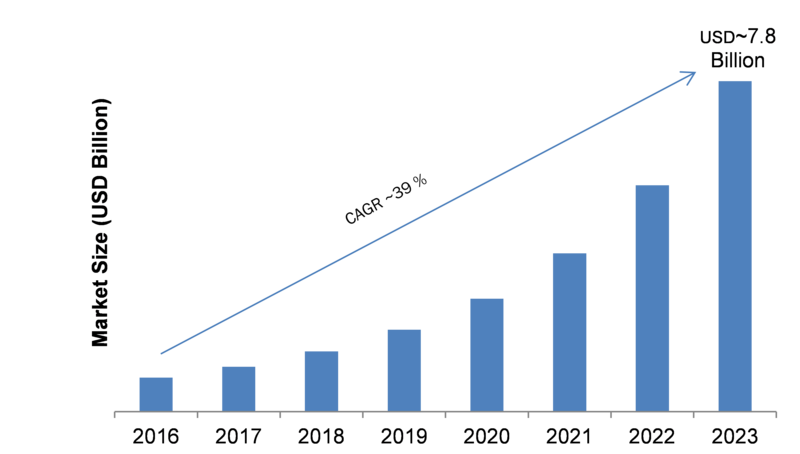 USD~7.8
Billion
CAGR ~39 %
Market Size (USD Billion)
2016 2017 2018 2019 2020 2021 2022 2023